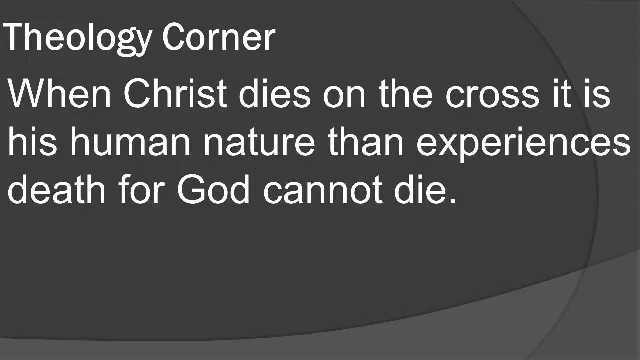 Theology Corner
When Christ dies on the cross it is
his human nature than experiences
death for God cannot die.